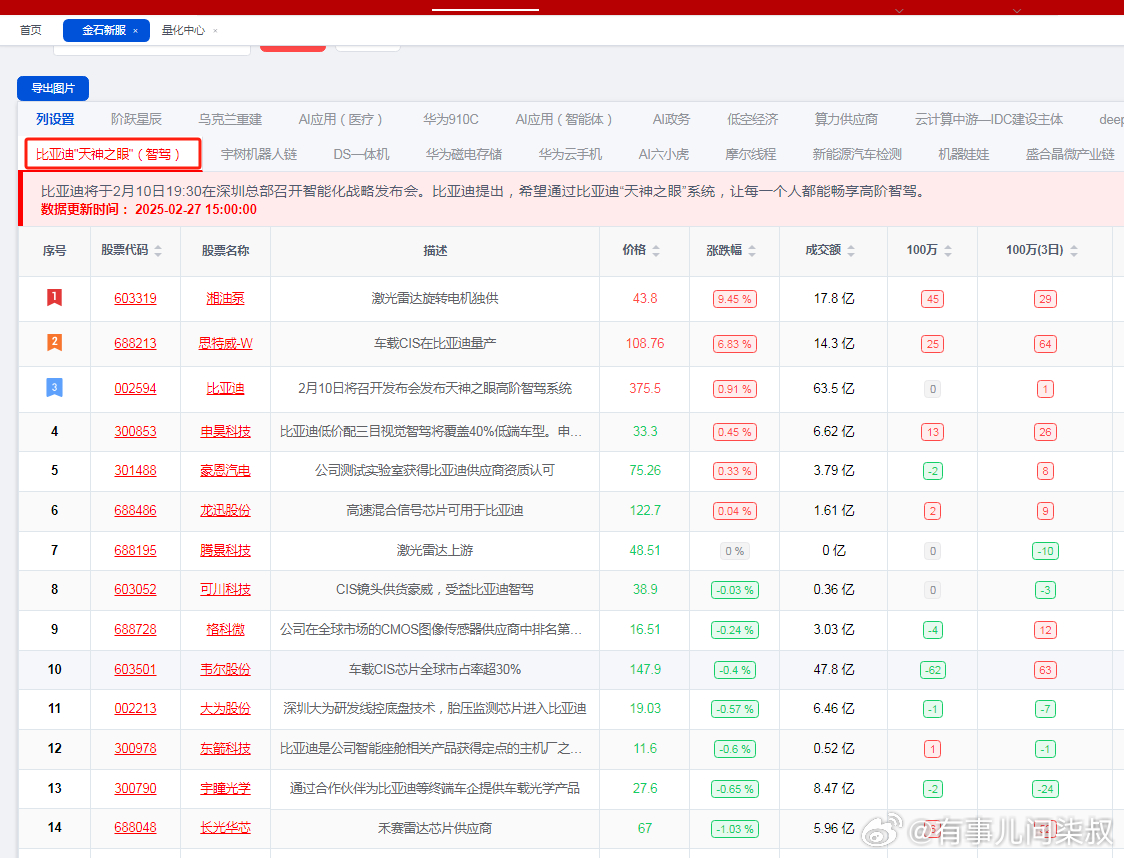 首页 金石新服 × 量化中心 ×
导出图片
列设置 阶跃星辰 乌克兰重建 AI应用（医疗） 华为910C AI应用（智能体） AI政务 低空经济 算力供应商 云计算中游—IDC建设主体 deep
比亚迪"天神之眼"（智驾） 宇树机器人链 DS—体机 华为磁电存储 华为云手机 AI六小虎 摩尔线程 新能源汽车检测 机器娃娃 盛合晶微产业链
比亚迪将于2月10日19:30在深圳总部召开智能化战略发布会。比亚迪提出，希望通过比亚迪“天神之眼”系统，让每一个人都能畅享高阶智驾。
数据更新时间： 2025-02-27 15:00:00
序号 股票代码 股票名称 描述 价格 涨跌幅 成交额 100万 100万(3日)
1 603319 湘油泵 激光雷达旋转电机独供 43.8 9.45 % 17.8 亿 45 29
2 688213 思特威-W 车载CIS在比亚迪量产 108.76 6.83 % 14.3 亿 25 64
3 002594 比亚迪 2月10日将召开发布会发布天神之眼高阶智驾系统 375.5 0.91 % 63.5 亿 0 1
4 300853 申昊科技 比亚迪低价配三目视觉智驾将覆盖40%低端车型。申… 33.3 0.45 % 6.62 亿 13 26
5 301488 豪恩汽电 公司测试实验室获得比亚迪供应商资质认可 75.26 0.33 % 3.79 亿 -2 8
6 688486 龙迅股份 高速混合信号芯片可用于比亚迪 122.7 0.04 % 1.61 亿 2 9
7 688195 腾景科技 激光雷达上游 48.51 0 % 0 亿 0 -10
8 603052 可川科技 CIS镜头供货豪威，受益比亚迪智驾 38.9 -0.03 % 0.36 亿 0 -3
9 688728 格科微 公司在全球市场的CMOS图像传感器供应商中排名第… 16.51 -0.24 % 3.03 亿 -4 12
10 603501 韦尔股份 车载CIS芯片全球市占率超30% 147.9 -0.4 % 47.8 亿 -62 63
11 002213 大为股份 深圳大为研发线控底盘技术，胎压监测芯片进入比亚迪 19.03 -0.57 % 6.46 亿 -1 -7
12 300978 东箭科技 比亚迪是公司智能座舱相关产品获得定点的主机厂之… 11.6 -0.6 % 0.52 亿 1 -1
13 300790 宇瞳光学 通过合作伙伴为比亚迪等终端车企提供车载光学产品 27.6 -0.65 % 8.47 亿 -2 -24
14 688048 长光华芯 禾赛雷达芯片供应商 67 -1.03 % 5.96 亿
@有事儿问柒叔